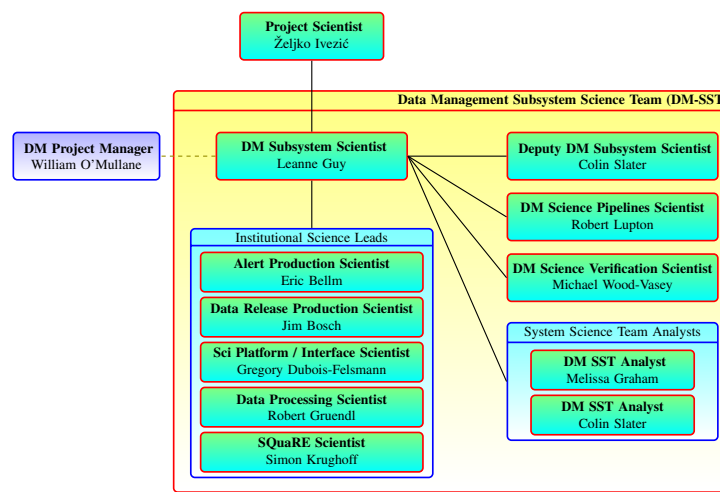 Project Scientist
Željko Ivezić
Data Management Subsystem Science Team (DM-SST
DM Project Manager
William O’Mullane
DM Subsystem Scientist
Leanne Guy
Deputy DM Subsystem Scientist
Colin Slater
DM Science Pipelines Scientist
Robert Lupton
DM Science Verification Scientist
Michael Wood-Vasey
Institutional Science Leads
Alert Production Scientist
Eric Bellm
Data Release Production Scientist
Jim Bosch
Sci Platform / Interface Scientist
Gregory Dubois-Felsmann
Data Processing Scientist
Robert Gruendl
SQuaRE Scientist
Simon Krughoff
System Science Team Analysts
DM SST Analyst
Melissa Graham
DM SST Analyst
Colin Slater